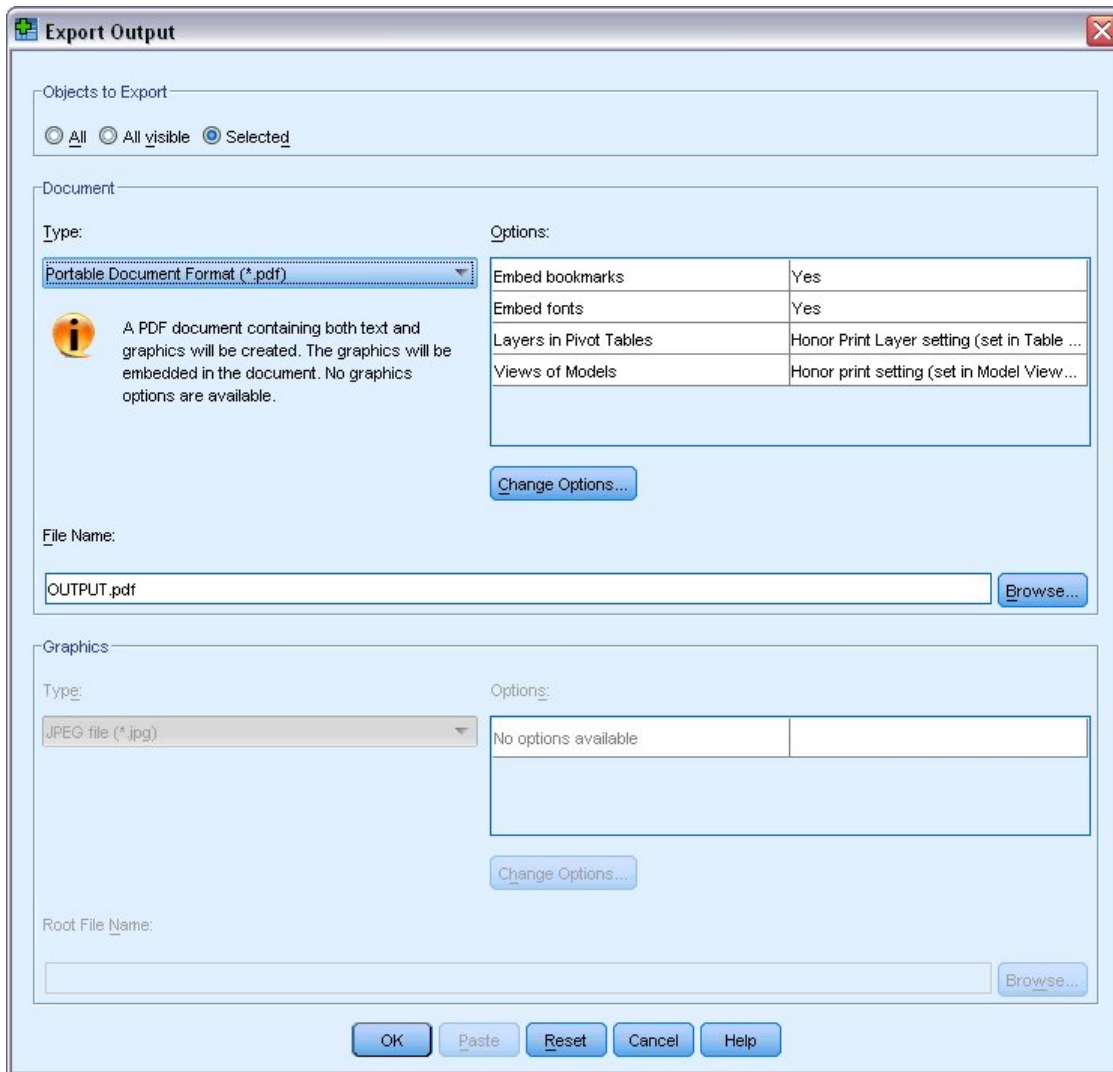 Export Output
Objects to Export
All All visible Selected
Document
Type:
Options:
Portable Document Format (*.pdf)
A PDF document containing both text and
graphics will be created. The graphics will be
embedded in the document. No graphics
options are available.
Embed bookmarks Yes
Embed fonts Yes
Layers in Pivot Tables Honor Print Layer setting (set in Table ...
Views of Models Honor print setting (set in Model View...
Change Options...
File Name:
OUTPUT.pdf
Browse...
Graphics
Type:
Options:
JPEG file (*.jpg)
No options available
Change Options...
Root File Name:
Browse...
OK Paste Reset Cancel Help